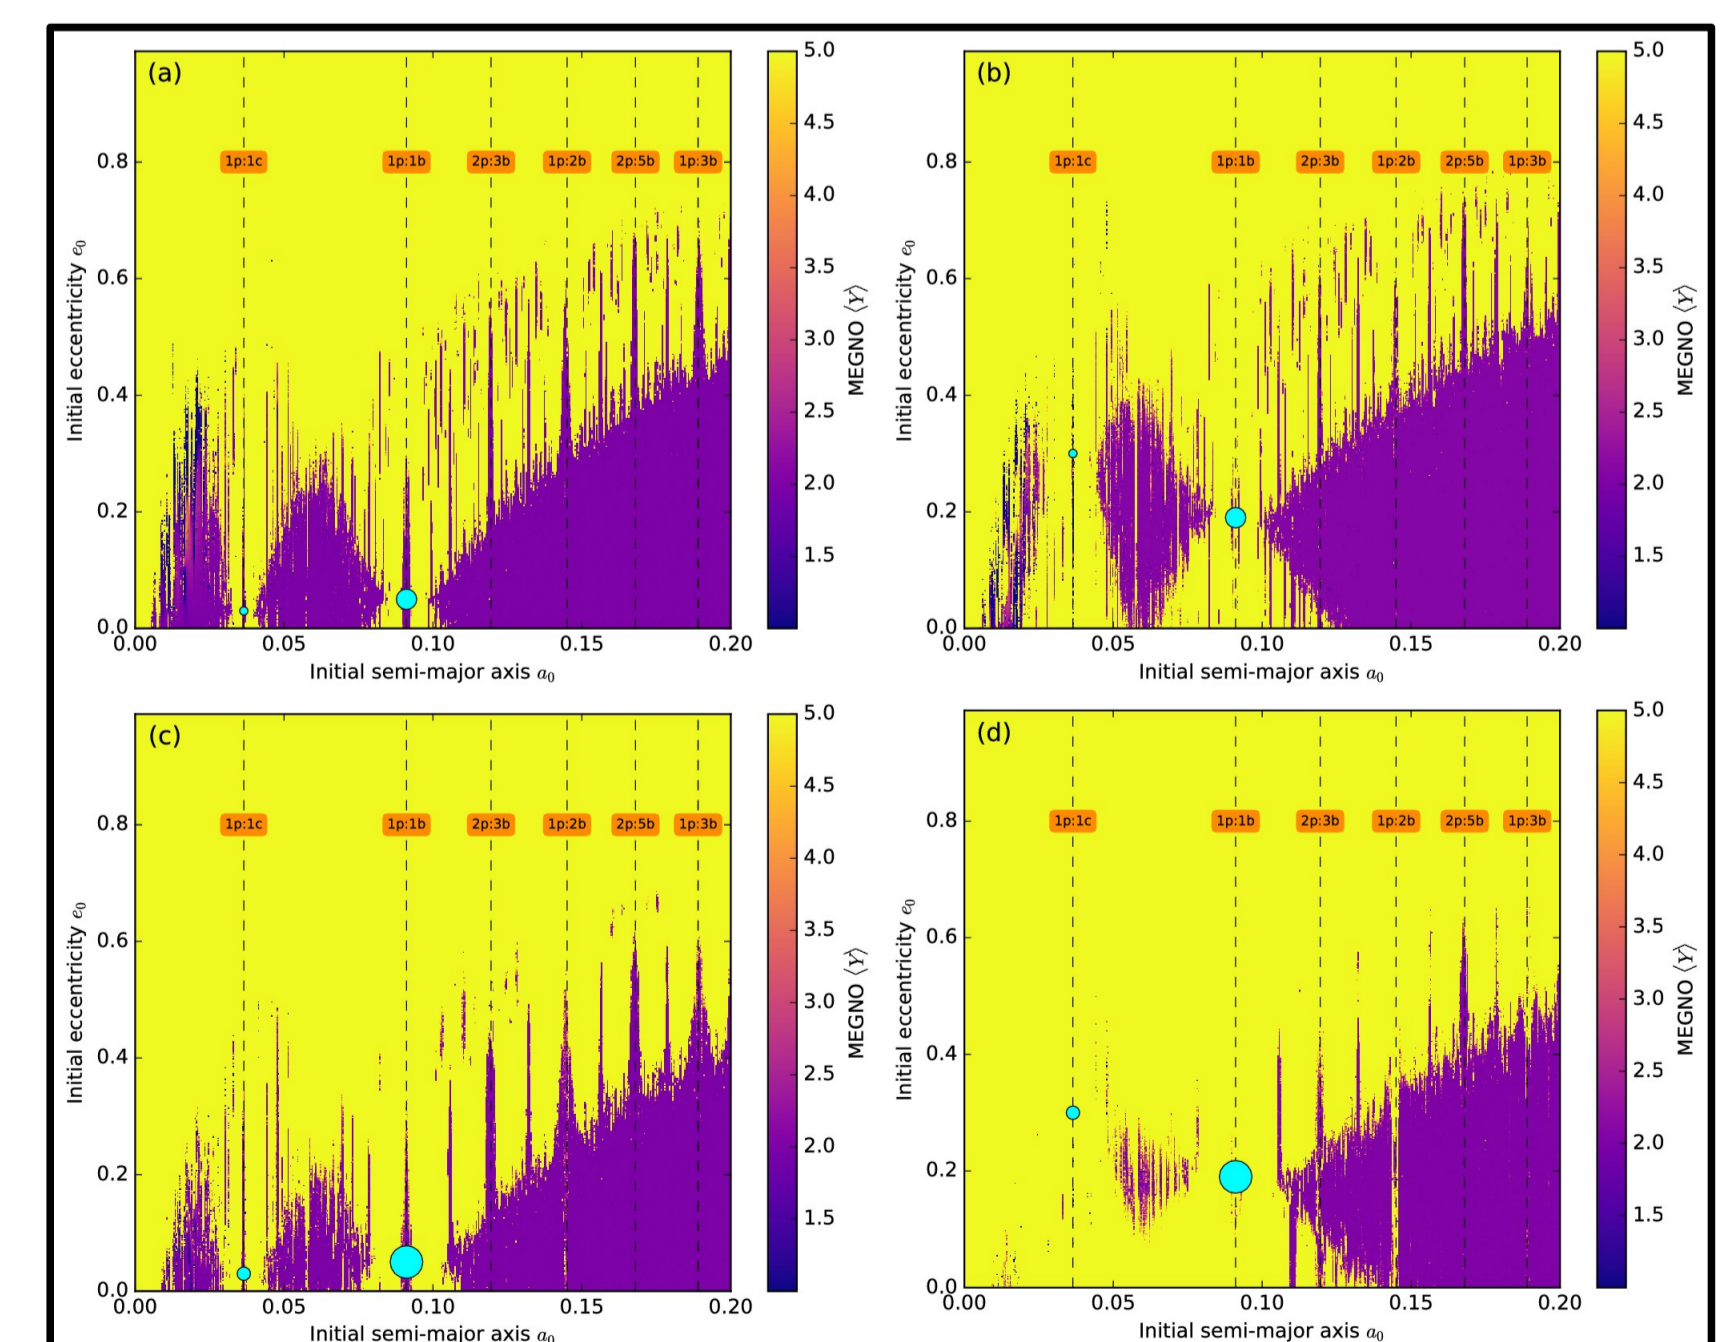 (a)
5.0
4.5
4.0
3.5
3.0
2.5
2.0
1.5
MEGNO ⟨Y⟩
0.8
0.6
0.4
0.2
0.0
Initial eccentricity e₀
1p:1c 1p:1b 2p:3b 1p:2b 2p:5b 1p:3b
0.00 0.05 0.10 0.15 0.20
Initial semi-major axis a₀
(b)
5.0
4.5
4.0
3.5
3.0
2.5
2.0
1.5
MEGNO ⟨Y⟩
0.8
0.6
0.4
0.2
0.0
Initial eccentricity e₀
1p:1c 1p:1b 2p:3b 1p:2b 2p:5b 1p:3b
0.00 0.05 0.10 0.15 0.20
Initial semi-major axis a₀
(c)
5.0
4.5
4.0
3.5
3.0
2.5
2.0
1.5
MEGNO ⟨Y⟩
0.8
0.6
0.4
0.2
0.0
Initial eccentricity e₀
1p:1c 1p:1b 2p:3b 1p:2b 2p:5b 1p:3b
0.00 0.05 0.10 0.15 0.20
Initial semi-major axis a₀
(d)
5.0
4.5
4.0
3.5
3.0
2.5
2.0
1.5
MEGNO ⟨Y⟩
0.8
0.6
0.4
0.2
0.0
Initial eccentricity e₀
1p:1c 1p:1b 2p:3b 1p:2b 2p:5b 1p:3b
0.00 0.05 0.10 0.15 0.20
Initial semi-major axis a₀